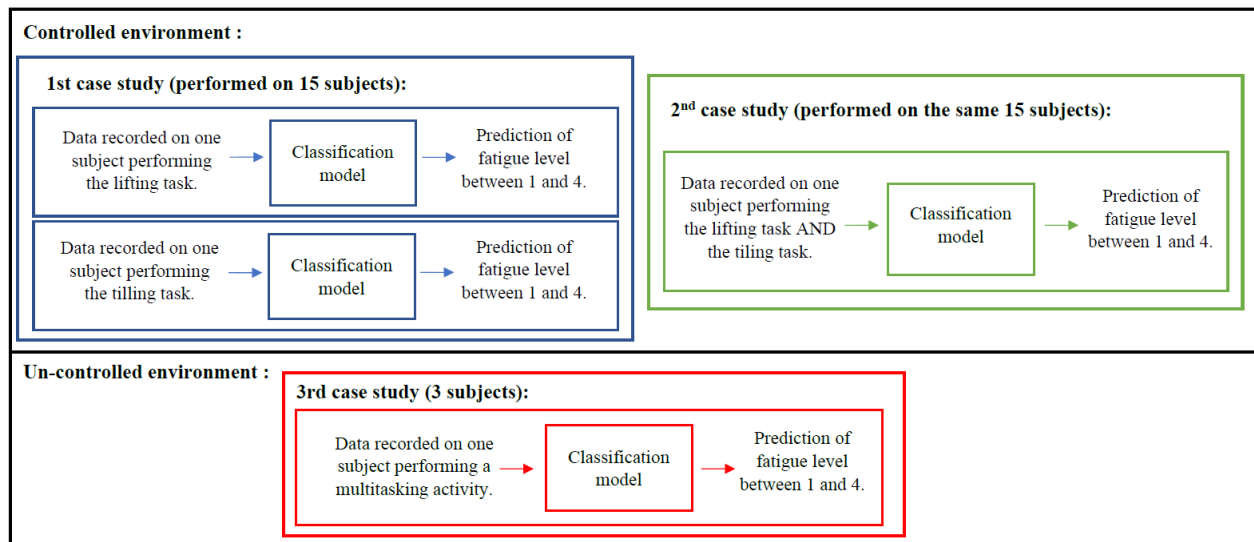 Controlled environment :
1st case study (performed on 15 subjects):
Data recorded on one
subject performing
the lifting task.
Classification
model
Prediction of
fatigue level
between 1 and 4.
Data recorded on one
subject performing
the tilling task.
Classification
model
Prediction of
fatigue level
between 1 and 4.
2nd case study (performed on the same 15 subjects):
Data recorded on one
subject performing
the lifting task AND
the tiling task.
Classification
model
Prediction of
fatigue level
between 1 and 4.
Un-controlled environment :
3rd case study (3 subjects):
Data recorded on one
subject performing a
multitasking activity.
Classification
model
Prediction of
fatigue level
between 1 and 4.